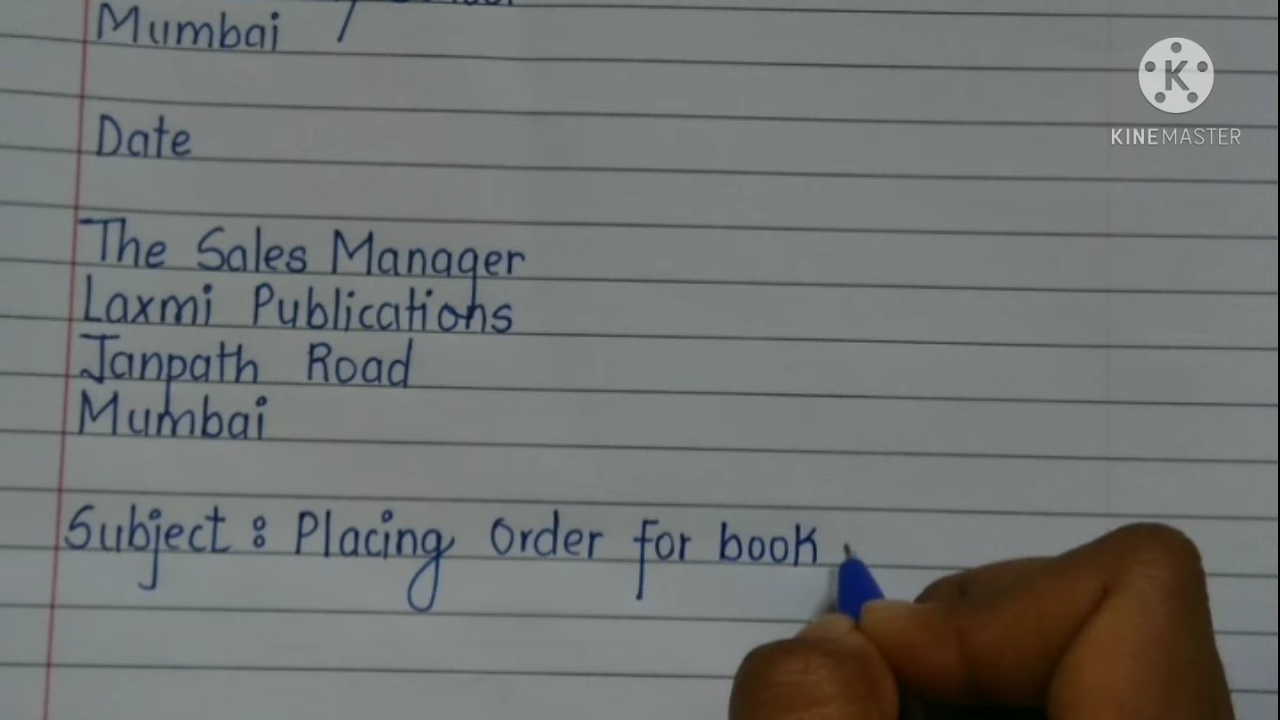 Mumbai
Date
The Sales Manager
Laxmi Publications
Janpath Road
Mumbai
Subject : Placing Order for book
K
KINEMASTER